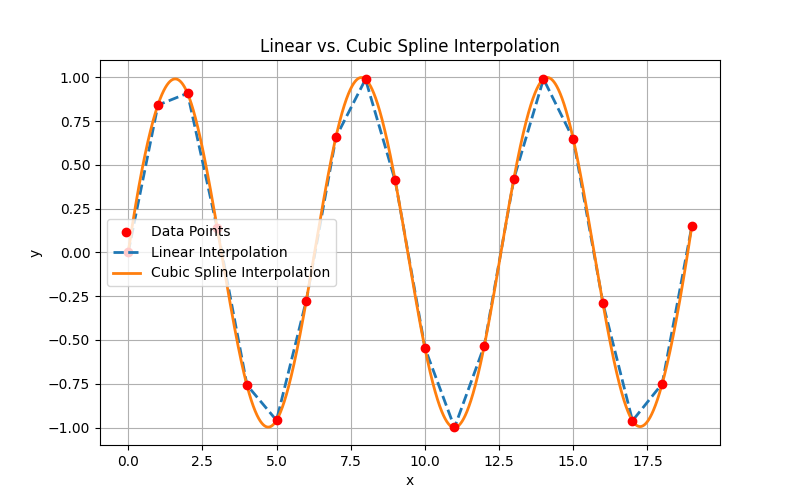 Linear vs. Cubic Spline Interpolation
1.00
0.75
0.50
0.25
0.00
−0.25
−0.50
−0.75
−1.00
y
Data Points
Linear Interpolation
Cubic Spline Interpolation
0.0 2.5 5.0 7.5 10.0 12.5 15.0 17.5
x